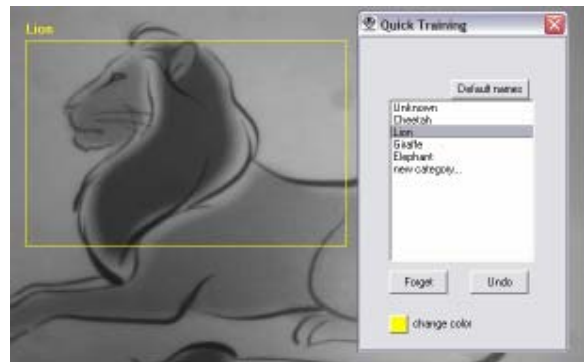 Lion
Quick Training
Default names
Unknown
Cheetah
Lion
Giraffe
Elephant
new category...
Forget
Undo
change color